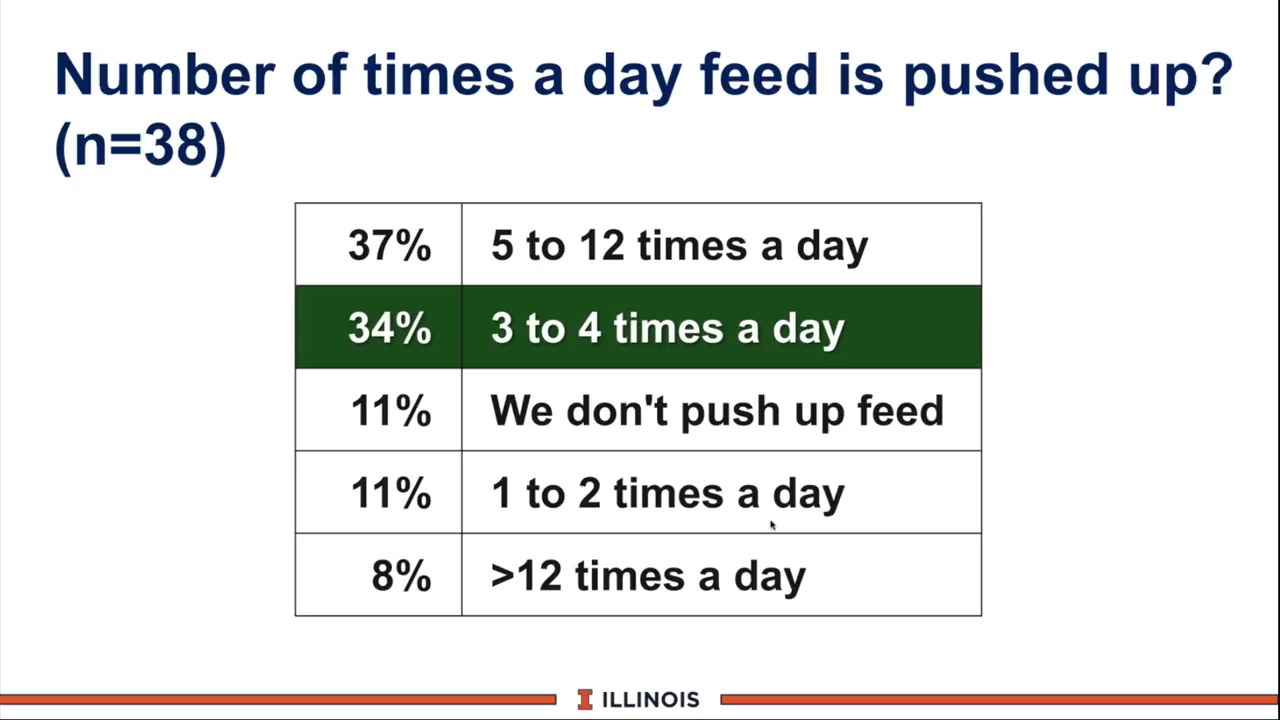 Number of times a day feed is pushed up?
(n=38)
37% 5 to 12 times a day
34% 3 to 4 times a day
11% We don't push up feed
11% 1 to 2 times a day
8% >12 times a day
I ILLINOIS